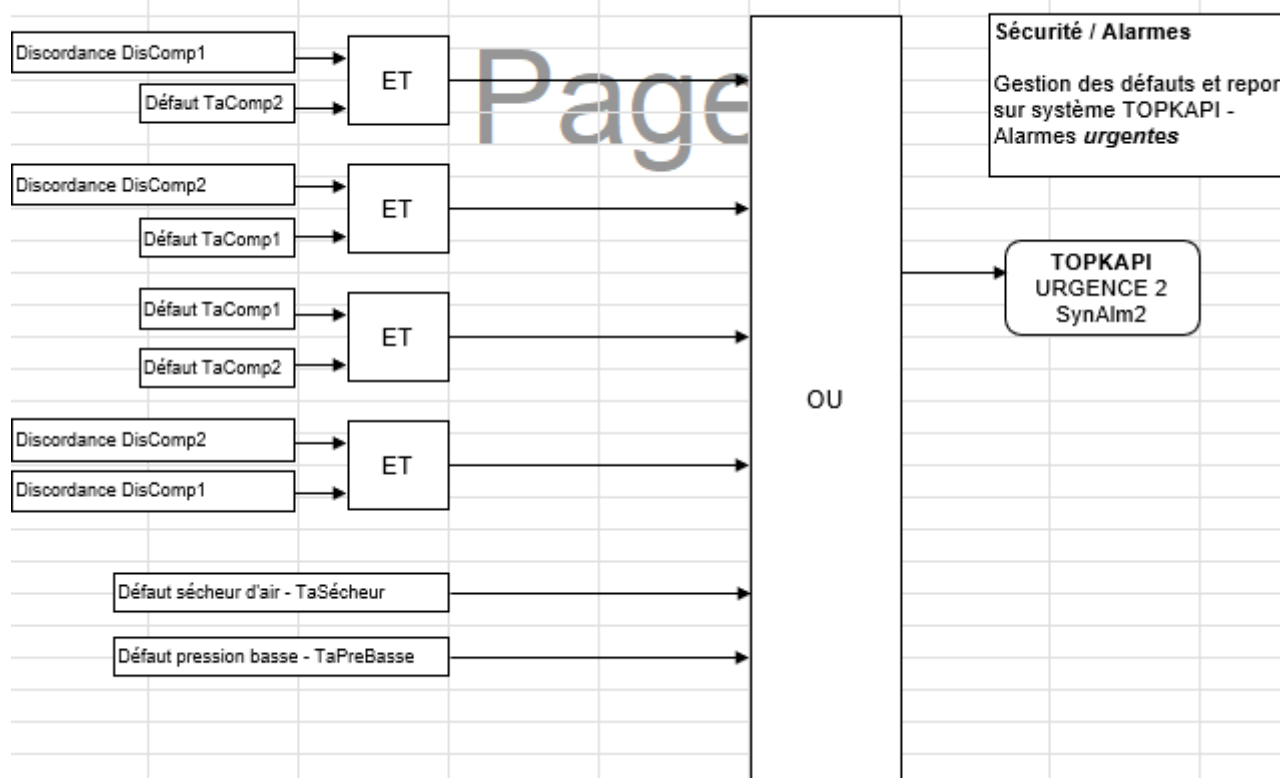 Discordance DisComp1
Défaut TaComp2
ET
Page
Sécurité / Alarmes
Gestion des défauts et repor
sur système TOPKAPI -
Alarmes urgentes
Discordance DisComp2
Défaut TaComp1
ET
TOPKAPI
URGENCE 2
SynAlm2
Défaut TaComp1
Défaut TaComp2
ET
OU
Discordance DisComp2
Discordance DisComp1
ET
Défaut sécheur d'air - TaSécheur
Défaut pression basse - TaPreBasse